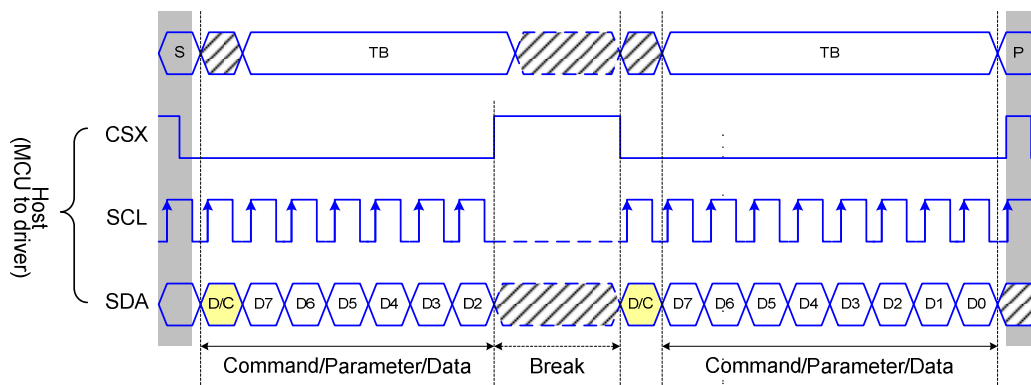 S TB TB P
CSX
SCL
SDA D/C D7 D6 D5 D4 D3 D2 D/C D7 D6 D5 D4 D3 D2 D1 D0
Host
(MCU to driver)
Command/Parameter/Data Break Command/Parameter/Data